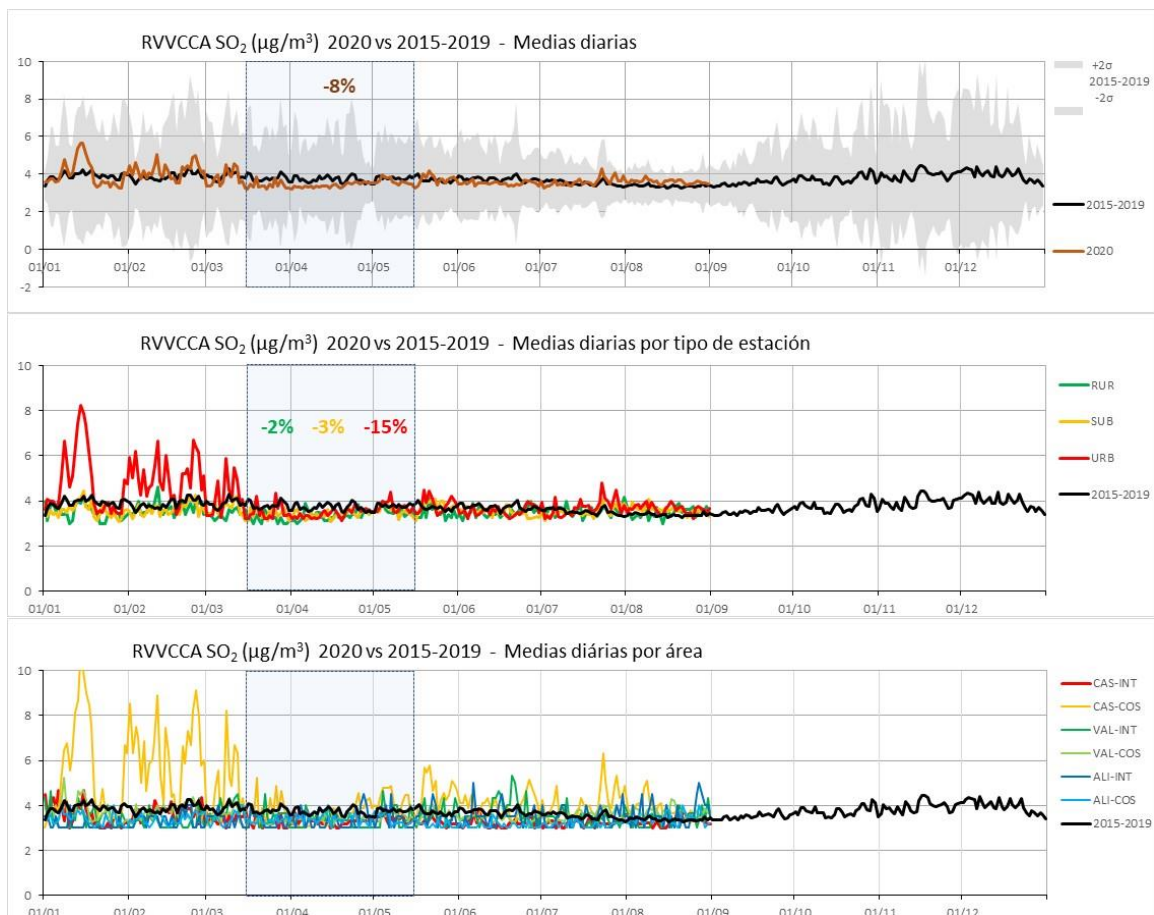 RVVCCA SO₂ (µg/m³) 2020 vs 2015-2019 - Medias diarias
10
8
6
4
2
0
-2
-8%
01/01 01/02 01/03 01/04 01/05 01/06 01/07 01/08 01/09 01/10 01/11 01/12
+2σ
2015-2019
-2σ
2015-2019
2020
RVVCCA SO₂ (µg/m³) 2020 vs 2015-2019 - Medias diarias por tipo de estación
10
8
6
4
2
0
-2% -3% -15%
01/01 01/02 01/03 01/04 01/05 01/06 01/07 01/08 01/09 01/10 01/11 01/12
RUR
SUB
URB
2015-2019
RVVCCA SO₂ (µg/m³) 2020 vs 2015-2019 - Medias diárias por área
10
8
6
4
2
0
01/01 01/02 01/03 01/04 01/05 01/06 01/07 01/08 01/09 01/10 01/11 01/12
CAS-INT
CAS-COS
VAL-INT
VAL-COS
ALI-INT
ALI-COS
2015-2019